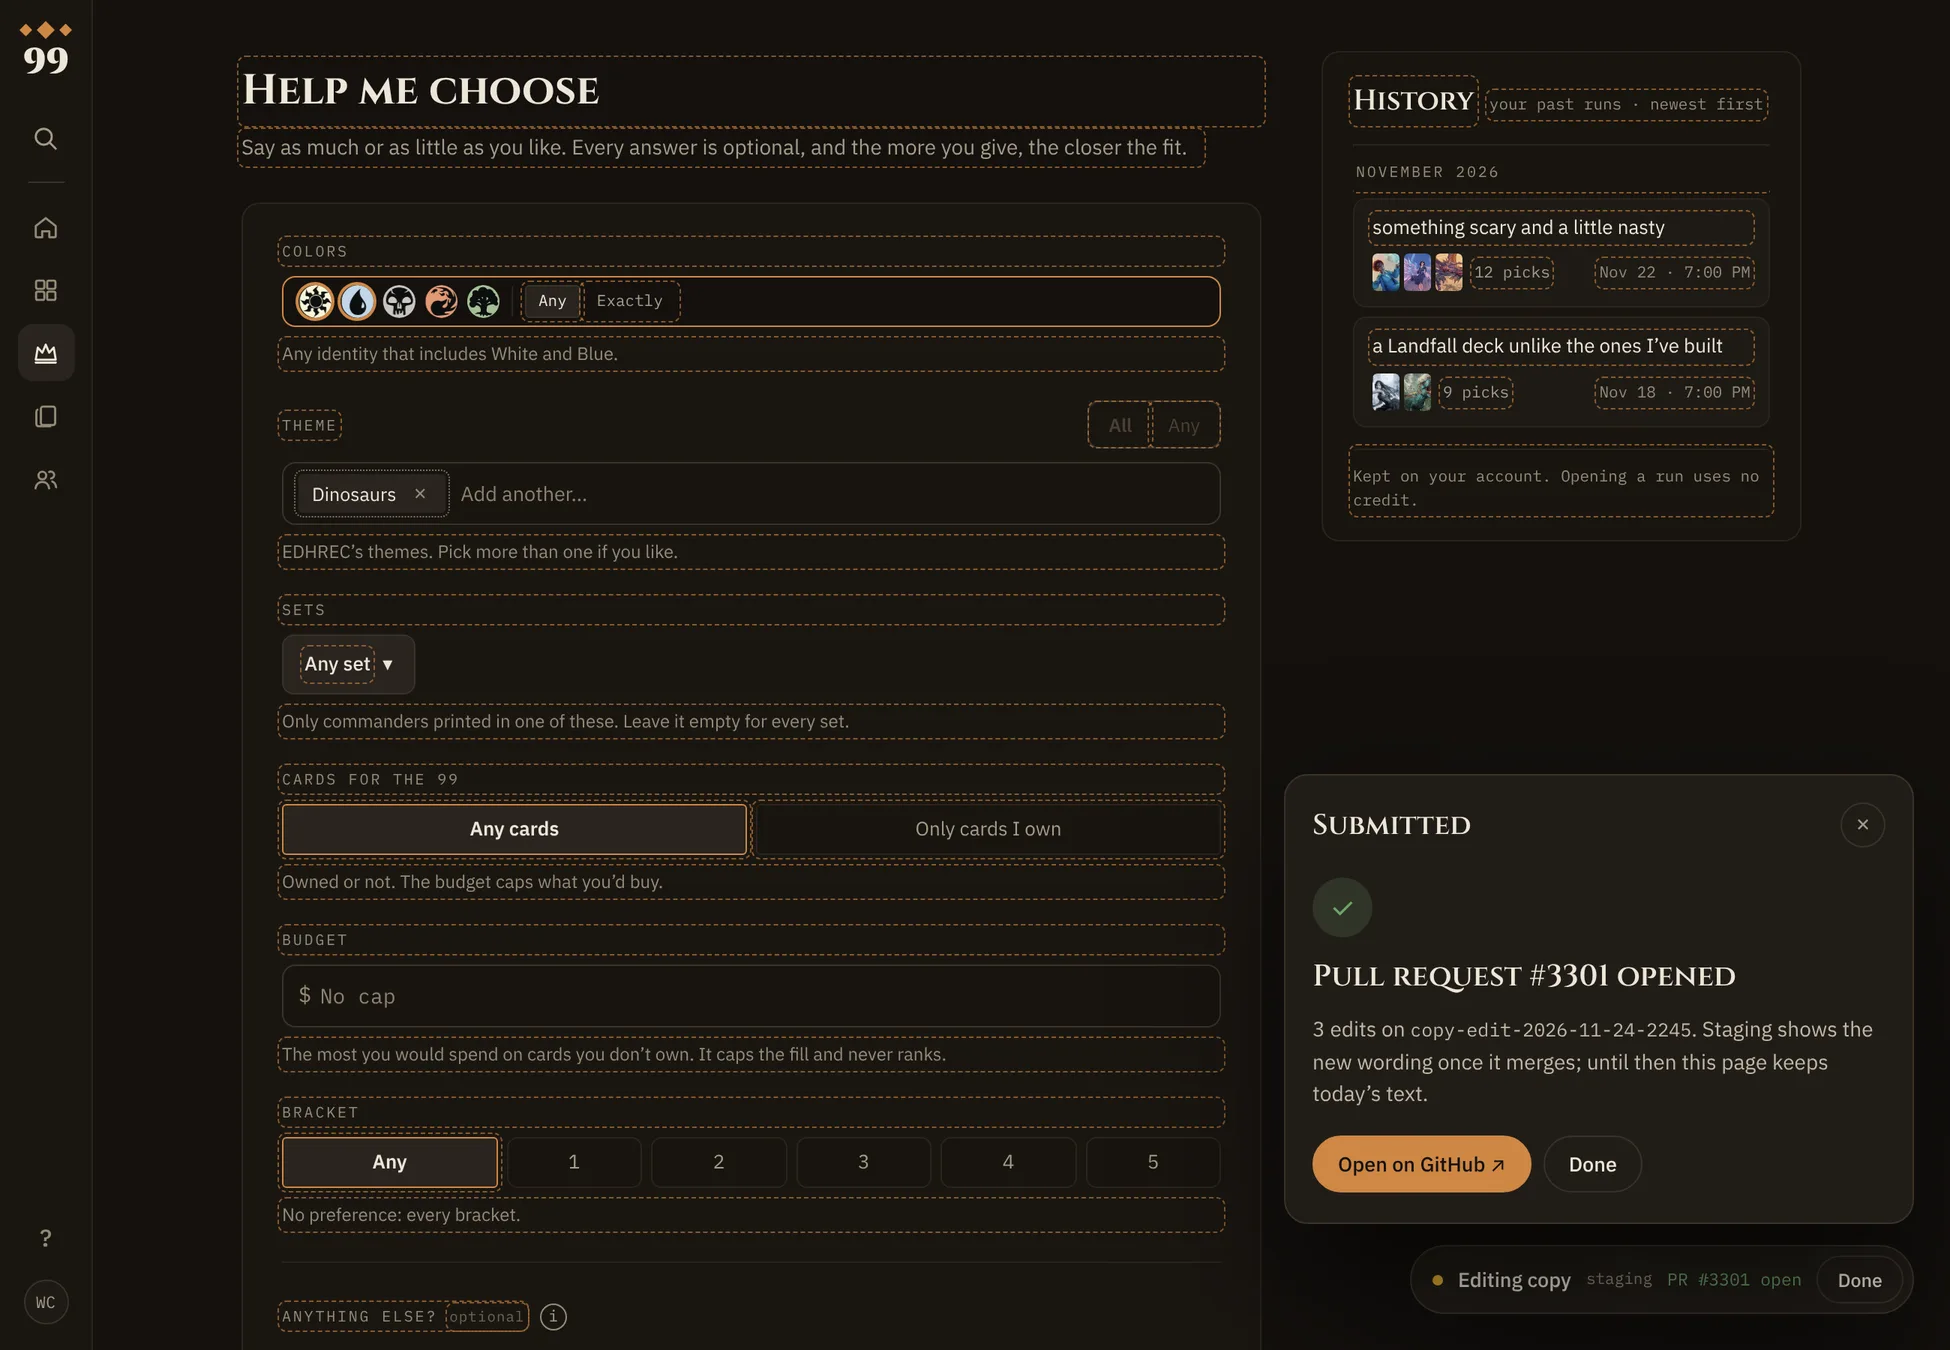 99
Help me choose
Say as much or as little as you like. Every answer is optional, and the more you give, the closer the fit.
COLORS
Any Exactly
Any identity that includes White and Blue.
THEME
All Any
Dinosaurs × Add another...
EDHREC’s themes. Pick more than one if you like.
SETS
Any set ▼
Only commanders printed in one of these. Leave it empty for every set.
CARDS FOR THE 99
Any cards Only cards I own
Owned or not. The budget caps what you’d buy.
BUDGET
$ No cap
The most you would spend on cards you don’t own. It caps the fill and never ranks.
BRACKET
Any 1 2 3 4 5
No preference: every bracket.
ANYTHING ELSE? optional i
?
WC
History your past runs · newest first
NOVEMBER 2026
something scary and a little nasty
12 picks Nov 22 · 7:00 PM
a Landfall deck unlike the ones I’ve built
9 picks Nov 18 · 7:00 PM
Kept on your account. Opening a run uses no
credit.
Submitted ×
Pull request #3301 opened
3 edits on copy-edit-2026-11-24-2245. Staging shows the
new wording once it merges; until then this page keeps
today’s text.
Open on GitHub ↗ Done
Editing copy staging PR #3301 open Done